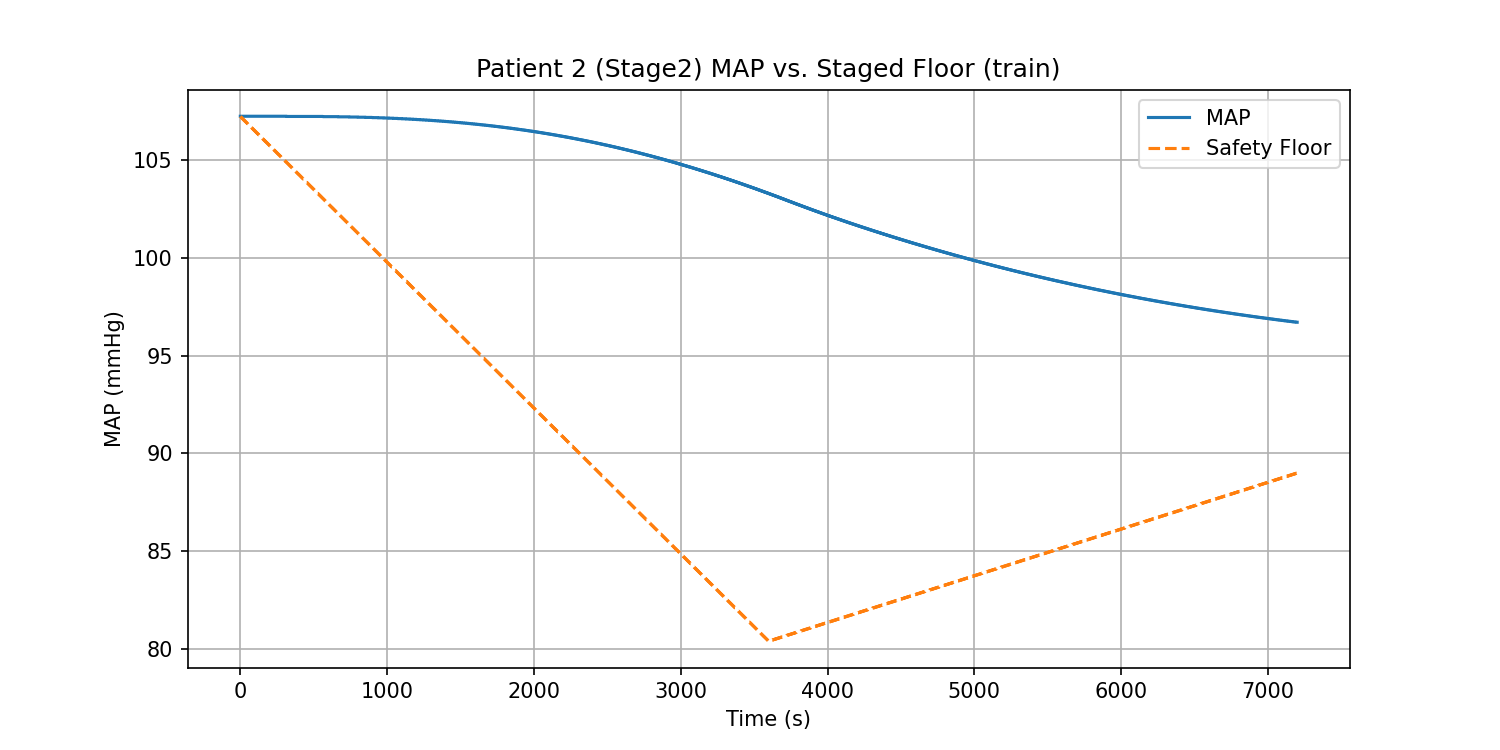 Patient 2 (Stage2) MAP vs. Staged Floor (train)
MAP
Safety Floor
MAP (mmHg)
105
100
95
90
85
80
0 1000 2000 3000 4000 5000 6000 7000
Time (s)